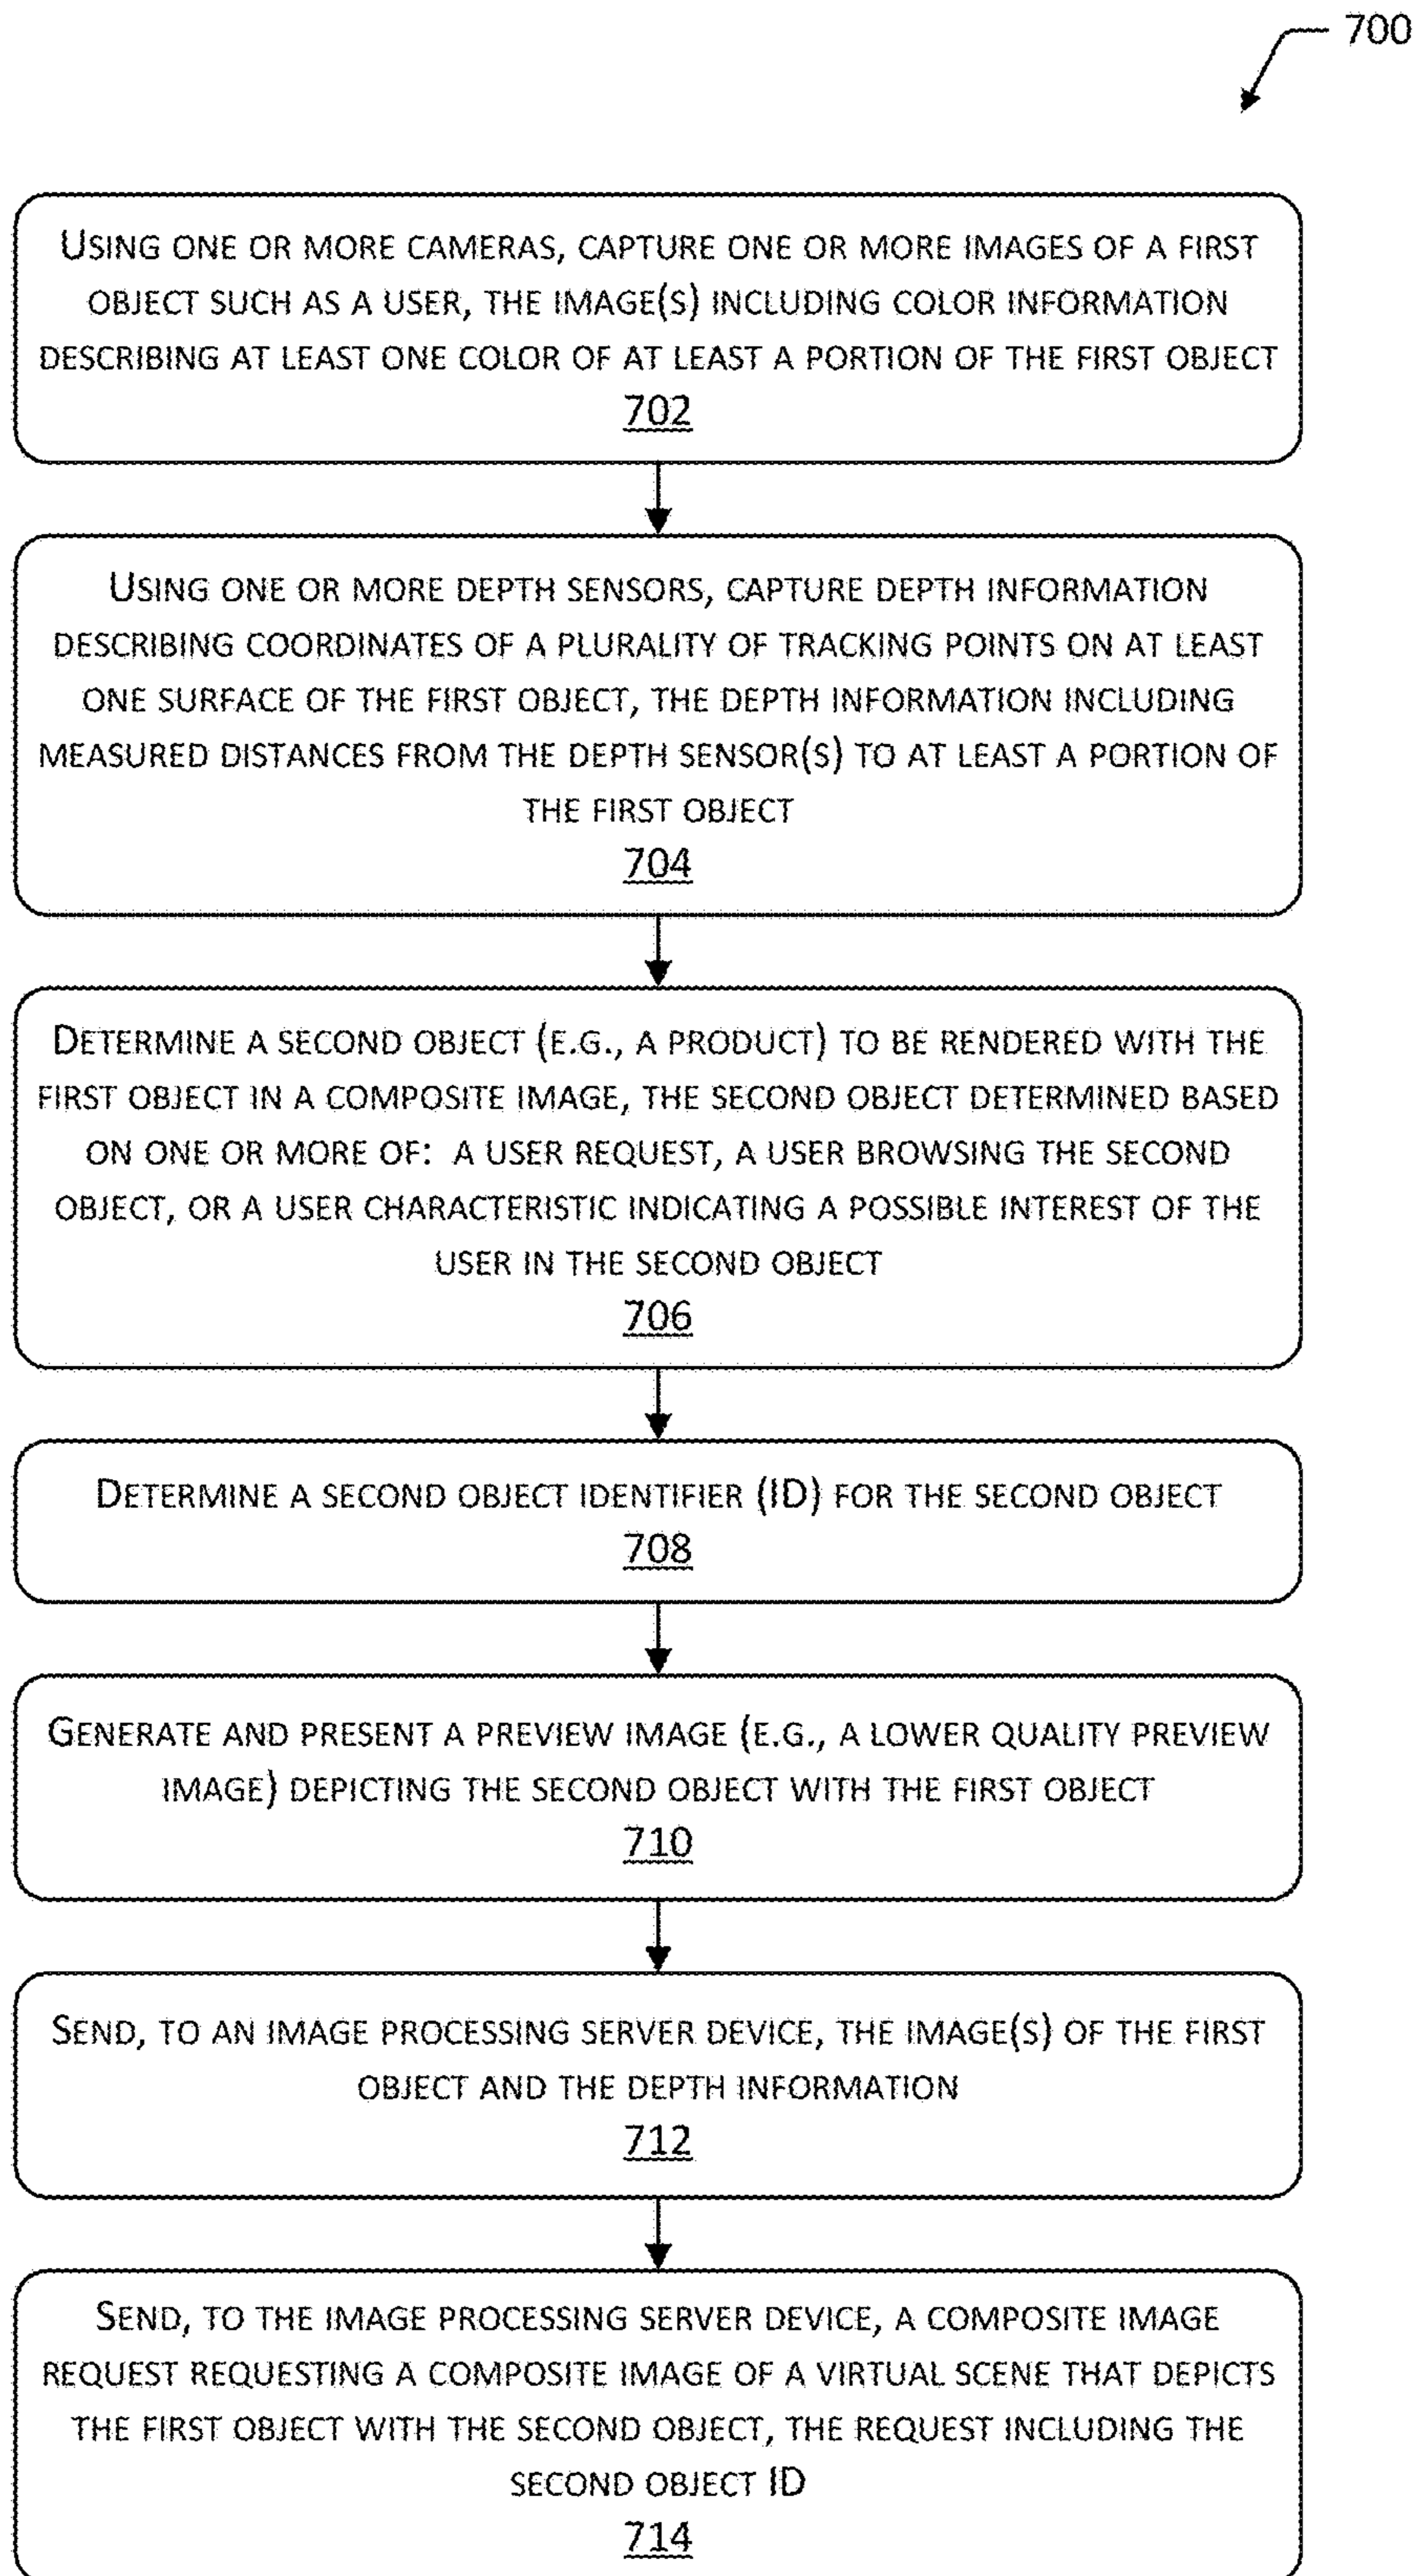 700
Using one or more cameras, capture one or more images of a first
object such as a user, the image(s) including color information
describing at least one color of at least a portion of the first object
702
Using one or more depth sensors, capture depth information
describing coordinates of a plurality of tracking points on at least
one surface of the first object, the depth information including
measured distances from the depth sensor(s) to at least a portion of
the first object
704
Determine a second object (e.g., a product) to be rendered with the
first object in a composite image, the second object determined based
on one or more of: a user request, a user browsing the second
object, or a user characteristic indicating a possible interest of the
user in the second object
706
Determine a second object identifier (ID) for the second object
708
Generate and present a preview image (e.g., a lower quality preview
image) depicting the second object with the first object
710
Send, to an image processing server device, the image(s) of the first
object and the depth information
712
Send, to the image processing server device, a composite image
request requesting a composite image of a virtual scene that depicts
the first object with the second object, the request including the
second object ID
714